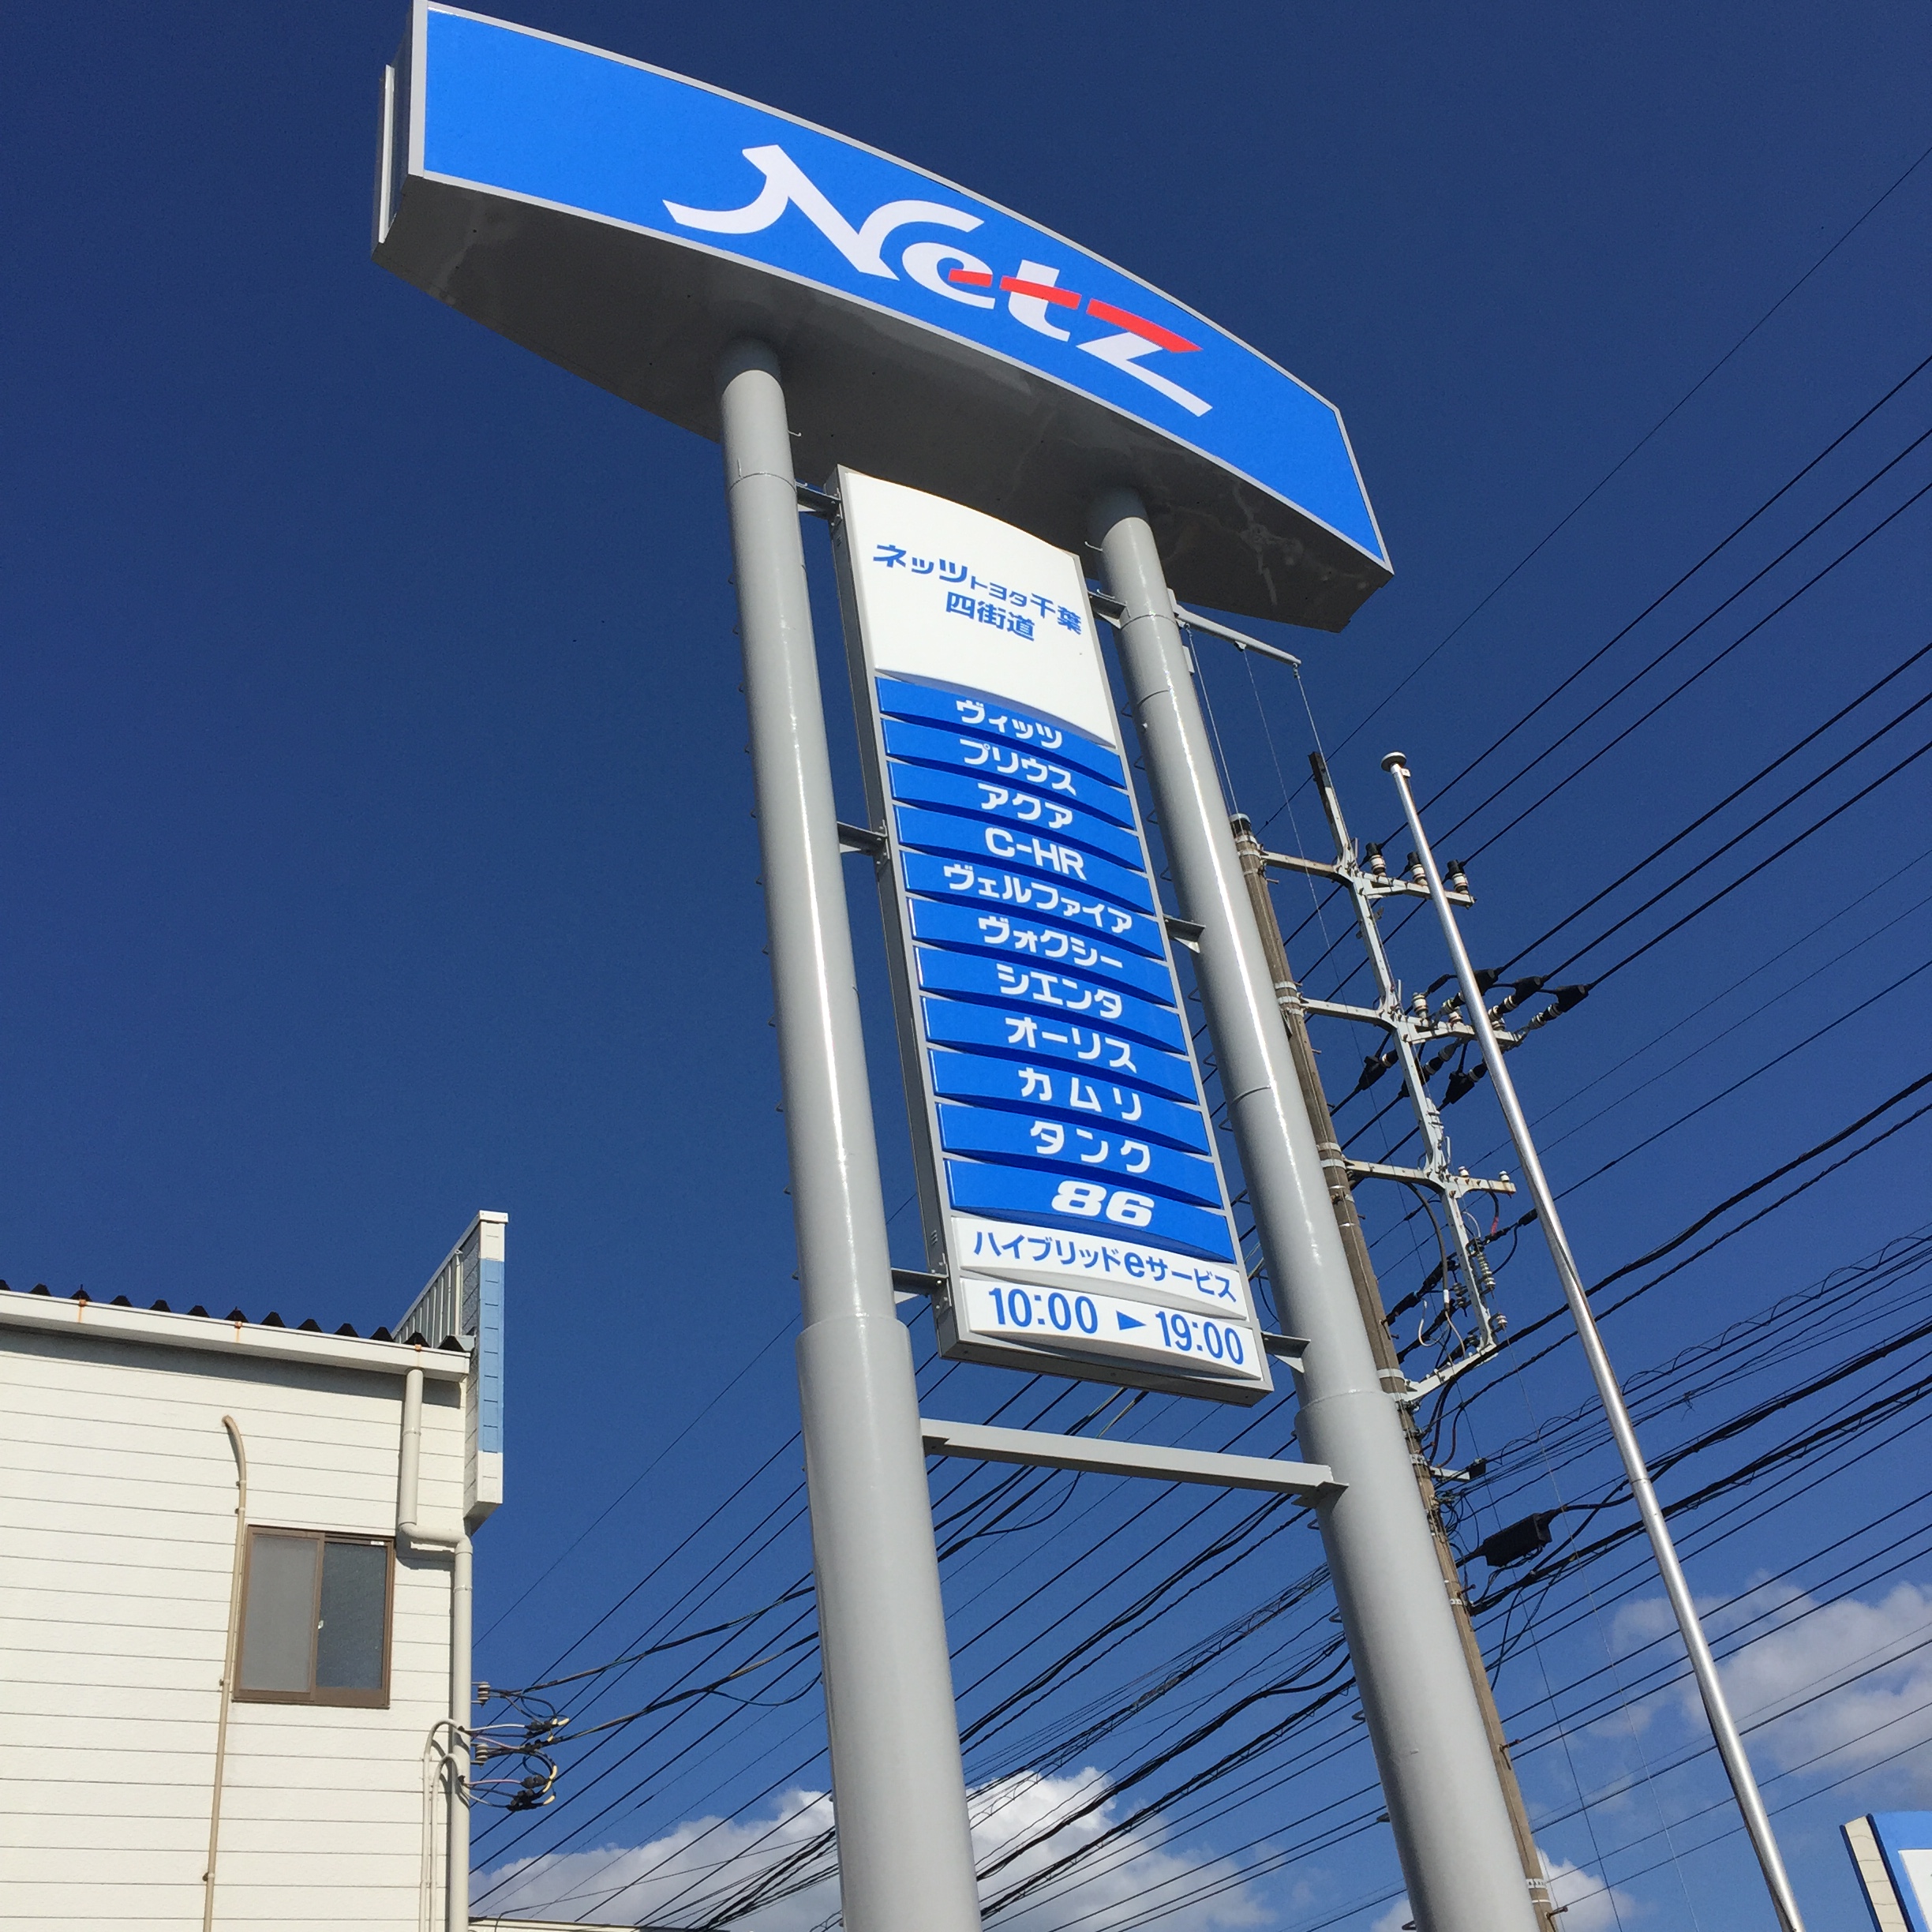 Netz
ネッツトヨタ千葉
四街道
ヴィッツ
プリウス
アクア
C-HR
ヴェルファイア
ヴォクシー
シエンタ
オーリス
カムリ
タンク
86
ハイブリッドeサービス
10:00 ► 19:00